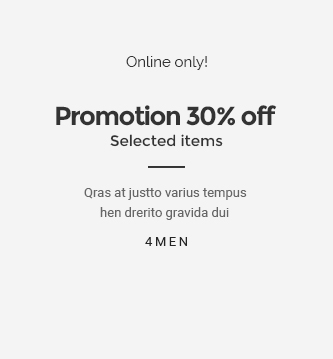 Online only!
Promotion 30% off
Selected items
Qras at justto varius tempus
hen drerito gravida dui
4MEN